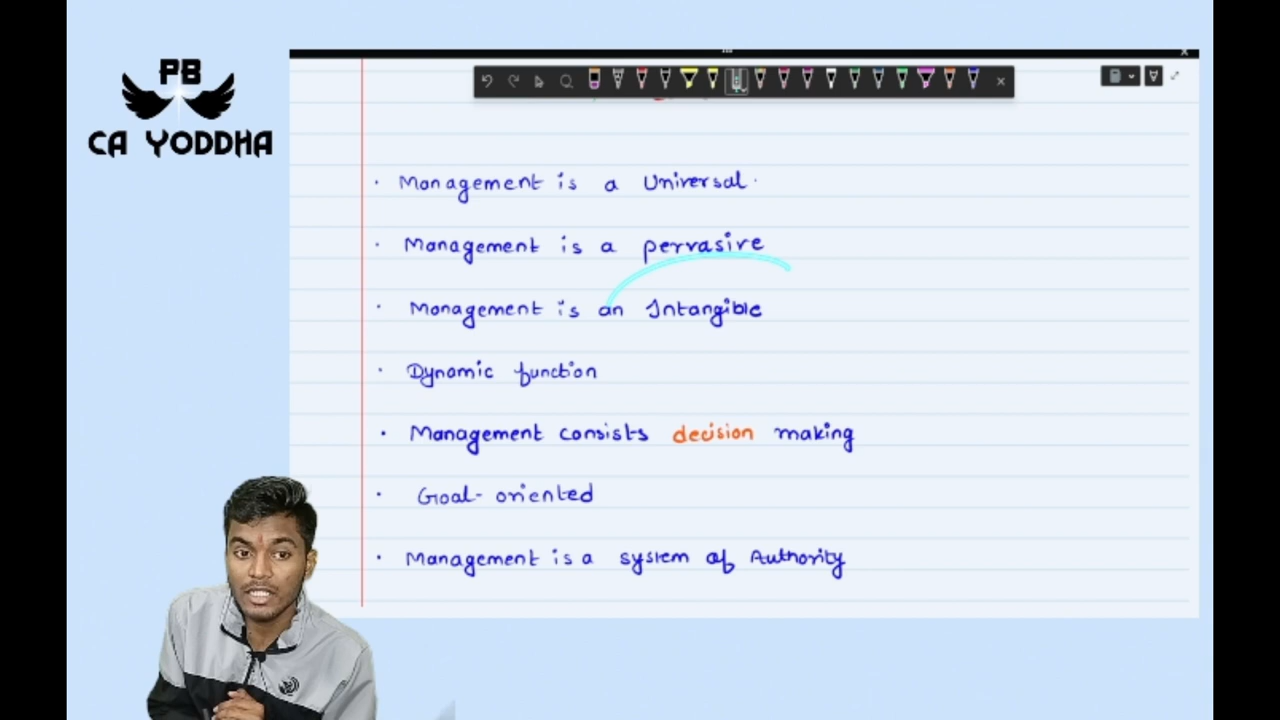 PB
CA YODDHA
Management is a Universal.
Management is a pervasive
Management is an Intangible
Dynamic function
Management consists decision making
Goal- oriented
Management is a system of Authority